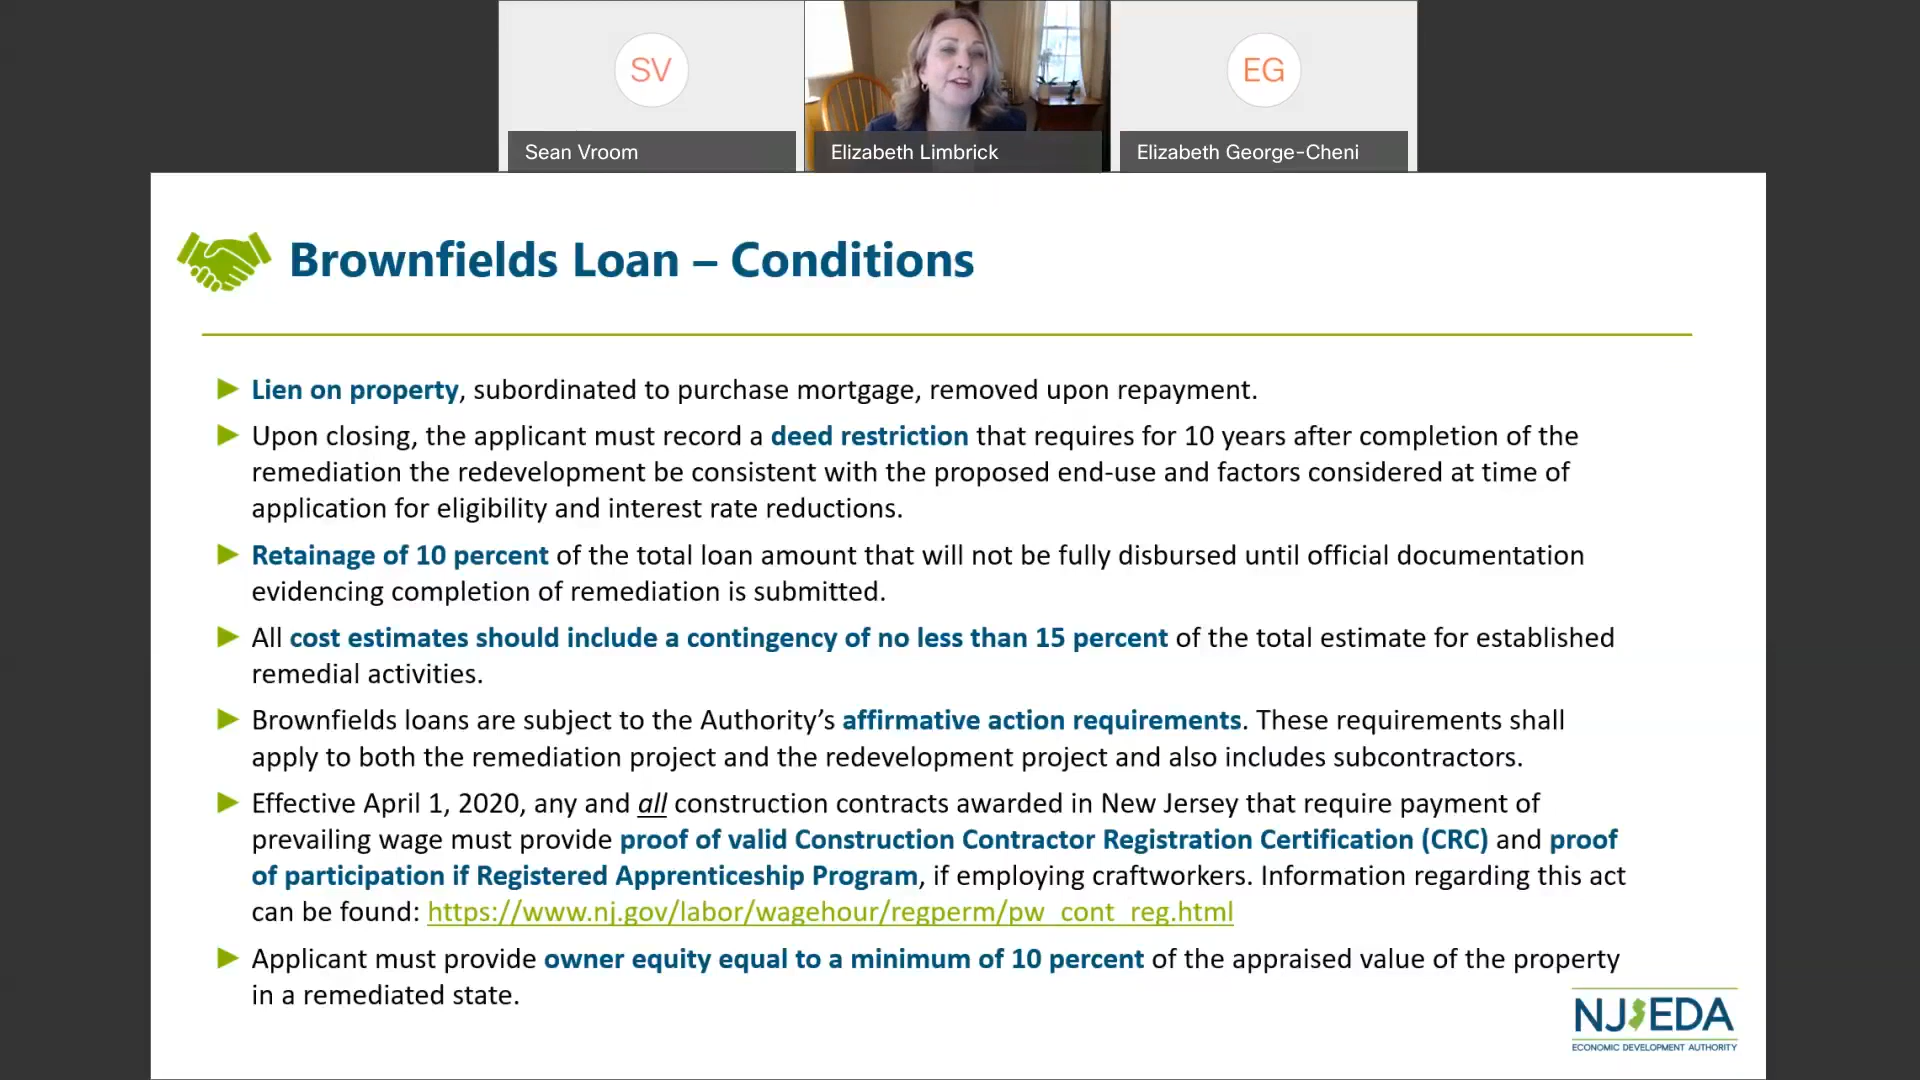 SV
EG
Sean Vroom
Elizabeth Limbrick
Elizabeth George-Cheni
Brownfields Loan – Conditions
Lien on property, subordinated to purchase mortgage, removed upon repayment.
Upon closing, the applicant must record a deed restriction that requires for 10 years after completion of the
remediation the redevelopment be consistent with the proposed end-use and factors considered at time of
application for eligibility and interest rate reductions.
Retainage of 10 percent of the total loan amount that will not be fully disbursed until official documentation
evidencing completion of remediation is submitted.
All cost estimates should include a contingency of no less than 15 percent of the total estimate for established
remedial activities.
Brownfields loans are subject to the Authority’s affirmative action requirements. These requirements shall
apply to both the remediation project and the redevelopment project and also includes subcontractors.
Effective April 1, 2020, any and all construction contracts awarded in New Jersey that require payment of
prevailing wage must provide proof of valid Construction Contractor Registration Certification (CRC) and proof
of participation if Registered Apprenticeship Program, if employing craftworkers. Information regarding this act
can be found: https://www.nj.gov/labor/wagehour/regperm/pw_cont_reg.html
Applicant must provide owner equity equal to a minimum of 10 percent of the appraised value of the property
in a remediated state.
NJEDA
ECONOMIC DEVELOPMENT AUTHORITY